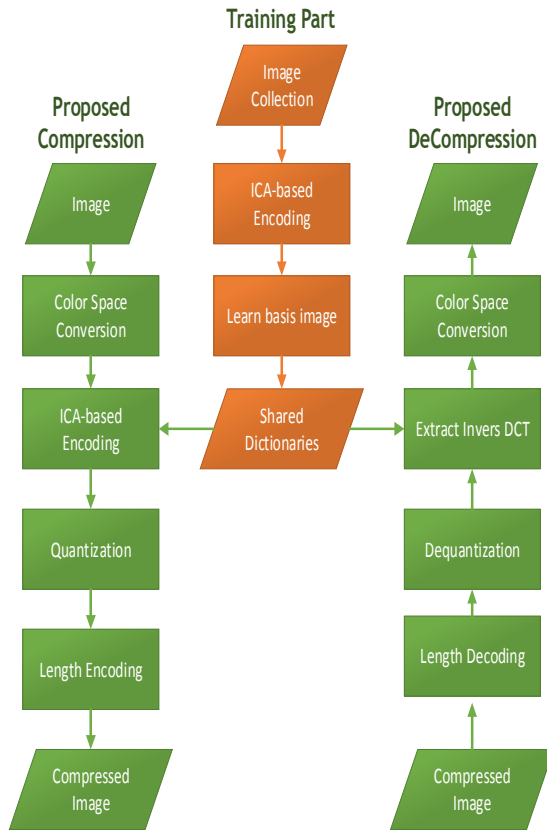 Training Part
Image
Collection
ICA-based
Encoding
Learn basis image
Shared
Dictionaries
Proposed
Compression
Image
Color Space
Conversion
ICA-based
Encoding
Quantization
Length Encoding
Compressed
Image
Proposed
DeCompression
Image
Color Space
Conversion
Extract Invers DCT
Dequantization
Length Decoding
Compressed
Image